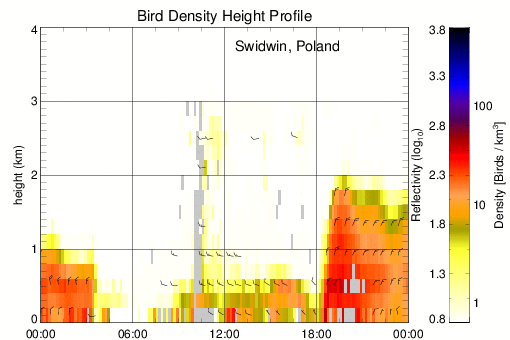 Bird Density Height Profile
Swidwin, Poland
4
3
2
1
0
height (km)
00:00 06:00 12:00 18:00 00:00
Reflectivity (log10)
3.8
3.3
2.8
2.3
1.8
1.3
0.8
100
10
1
Density [Birds / km³]